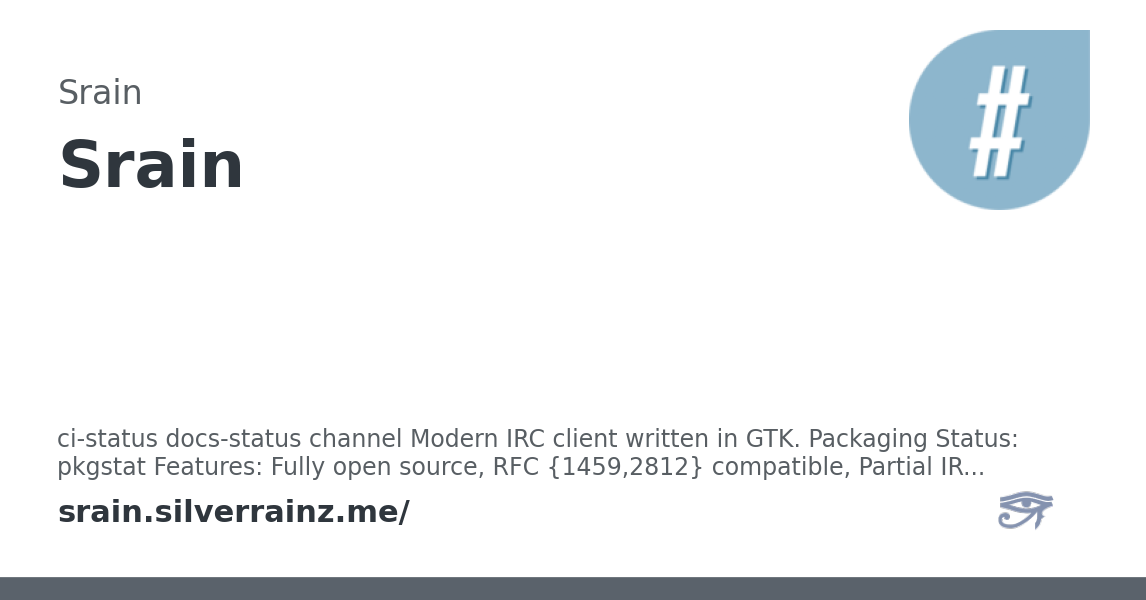 Srain
Srain
#
ci-status docs-status channel Modern IRC client written in GTK. Packaging Status:
pkgstat Features: Fully open source, RFC {1459,2812} compatible, Partial IR...
srain.silverrainz.me/